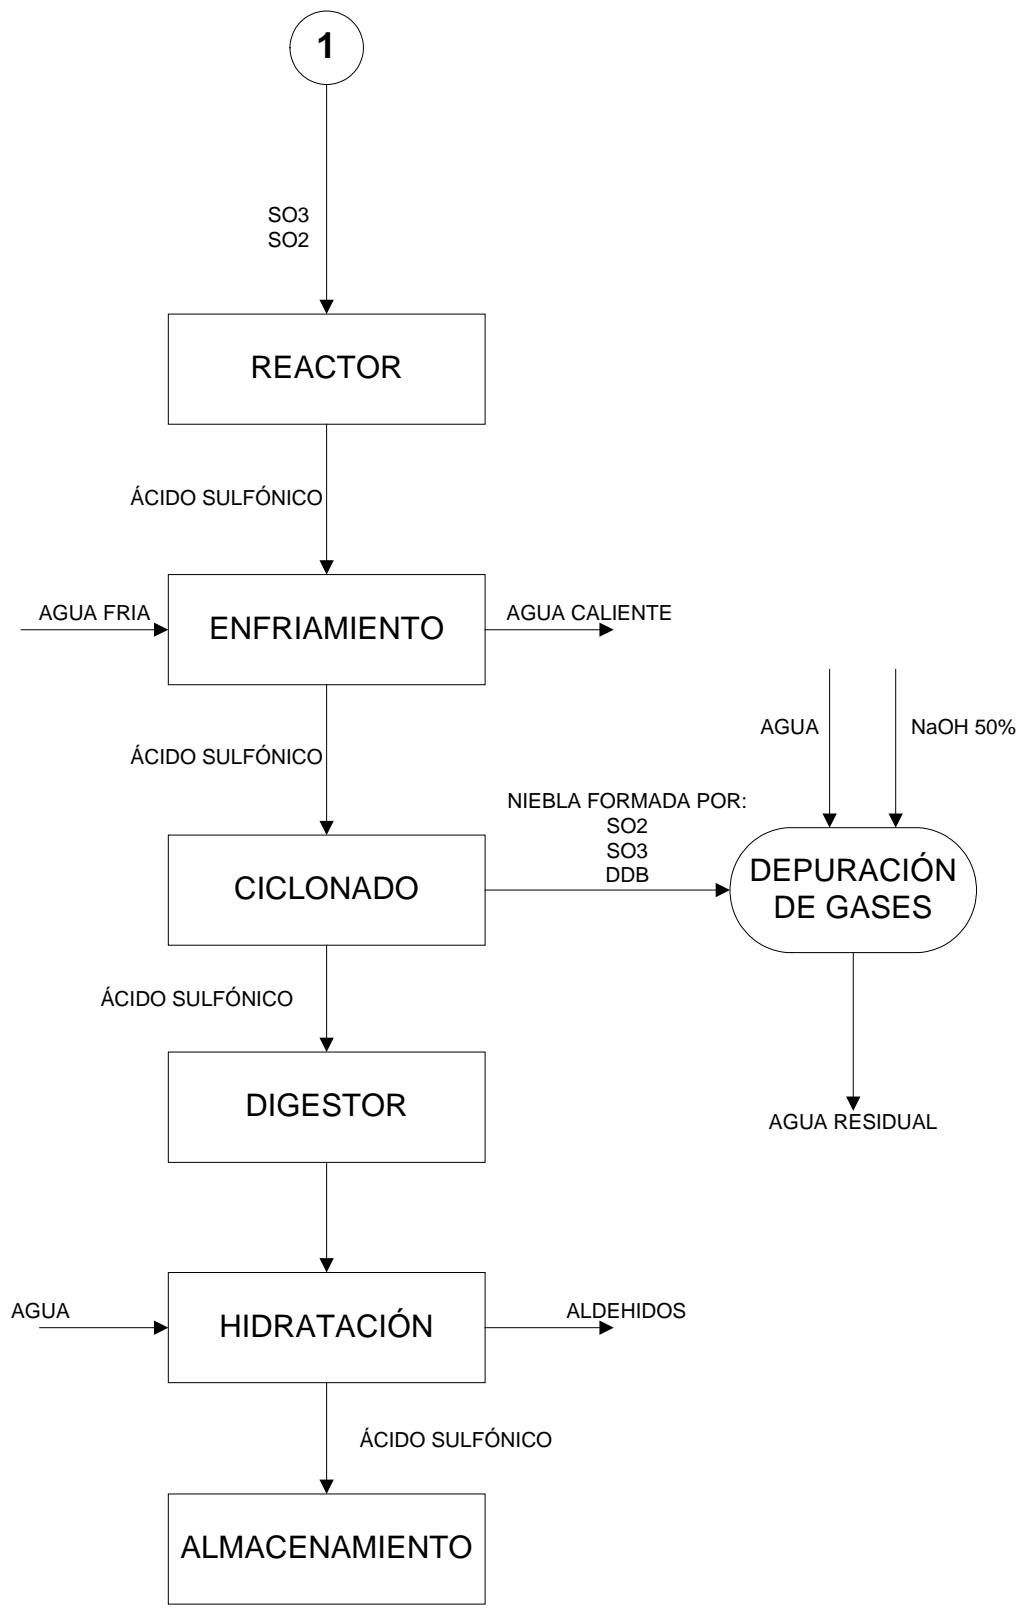 1
SO3
SO2
REACTOR
ÁCIDO SULFÓNICO
AGUA FRIA
ENFRIAMIENTO
AGUA CALIENTE
ÁCIDO SULFÓNICO
AGUA
NaOH 50%
NIEBLA FORMADA POR:
SO2
SO3
DDB
CICLONADO
DEPURACIÓN
DE GASES
ÁCIDO SULFÓNICO
DIGESTOR
AGUA RESIDUAL
AGUA
HIDRATACIÓN
ALDEHIDOS
ÁCIDO SULFÓNICO
ALMACENAMIENTO